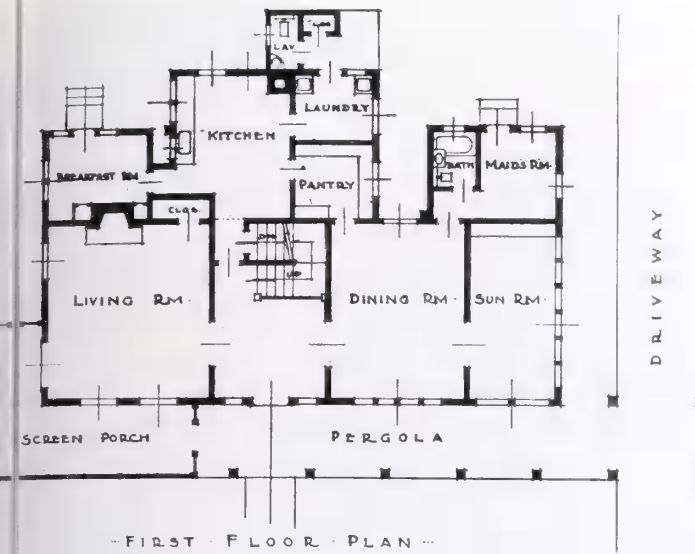 LAV
LAUNDRY
KITCHEN
BREAKFAST RM
BATH
MAID'S RM.
PANTRY
CLOS.
DN
UP
LIVING RM.
DINING RM.
SUN RM.
DRIVEWAY
SCREEN PORCH
PERGOLA
FIRST FLOOR PLAN